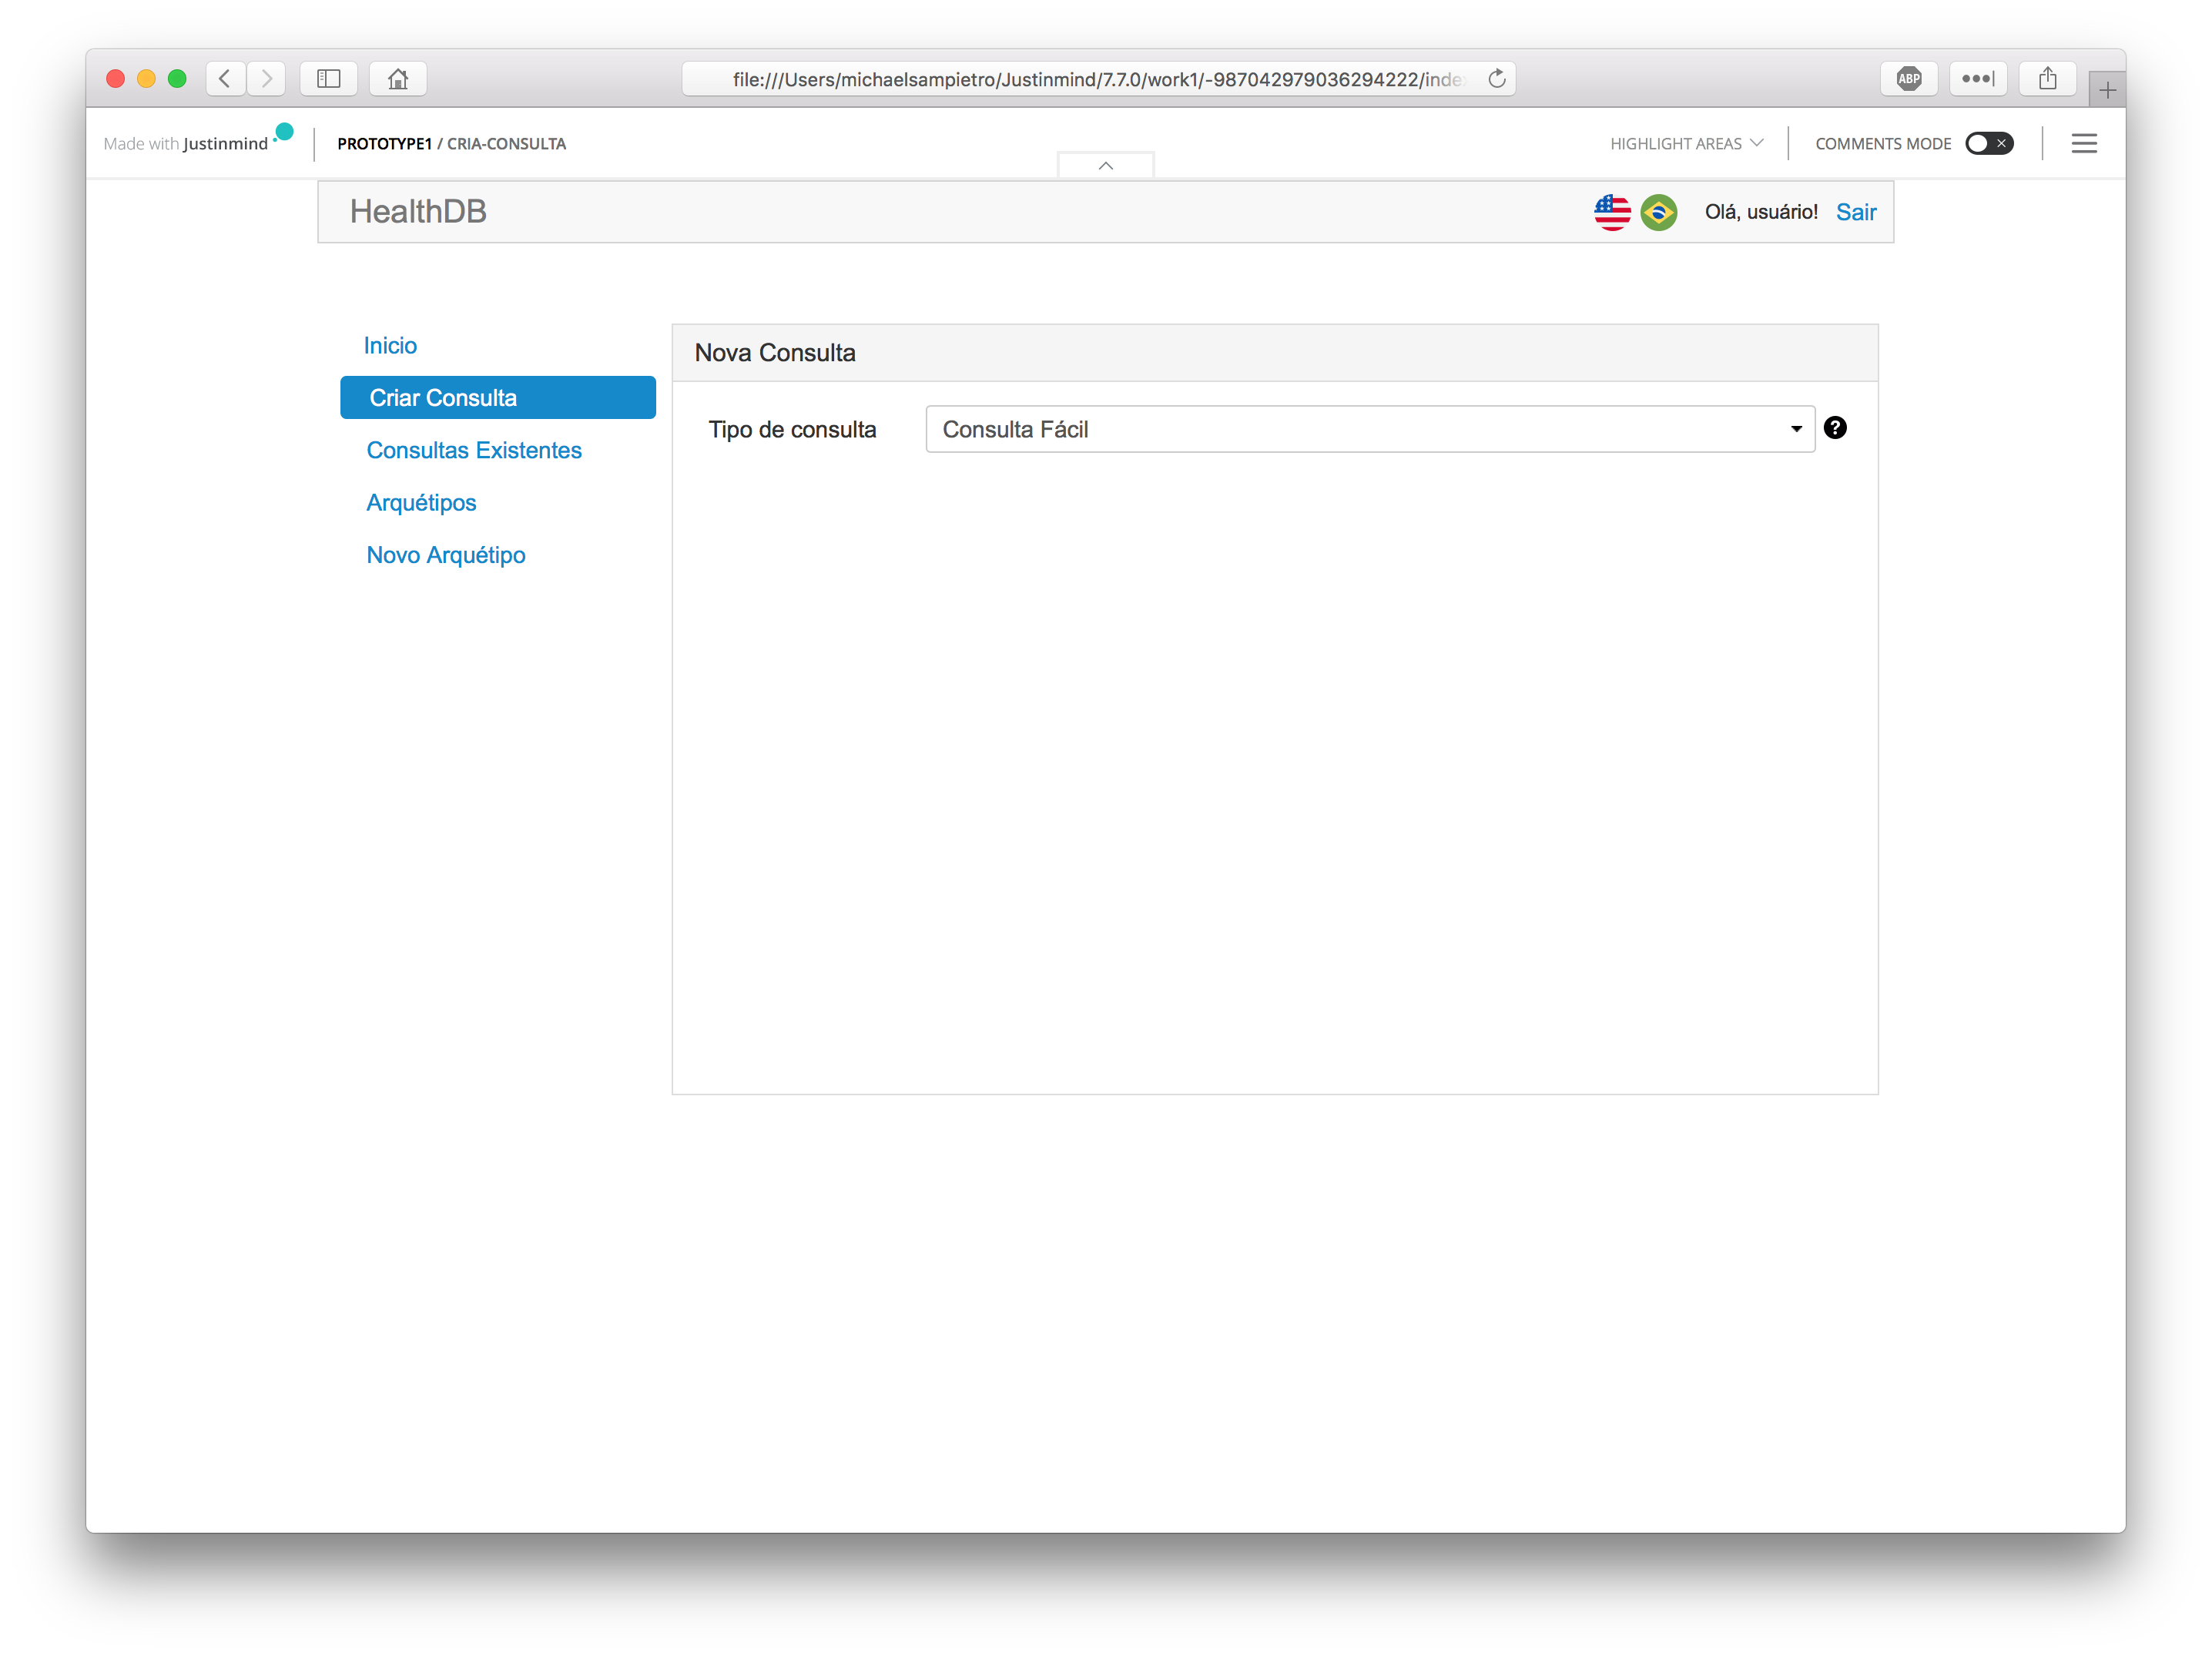 file:///Users/michaelsampietro/Justinmind/7.7.0/work1/-987042979036294222/inde
ABP
Made with Justinmind
PROTOTYPE1 / CRIA-CONSULTA
HIGHLIGHT AREAS
COMMENTS MODE
HealthDB
Olá, usuário!
Sair
Inicio
Criar Consulta
Consultas Existentes
Arquétipos
Novo Arquétipo
Nova Consulta
Tipo de consulta
Consulta Fácil
?